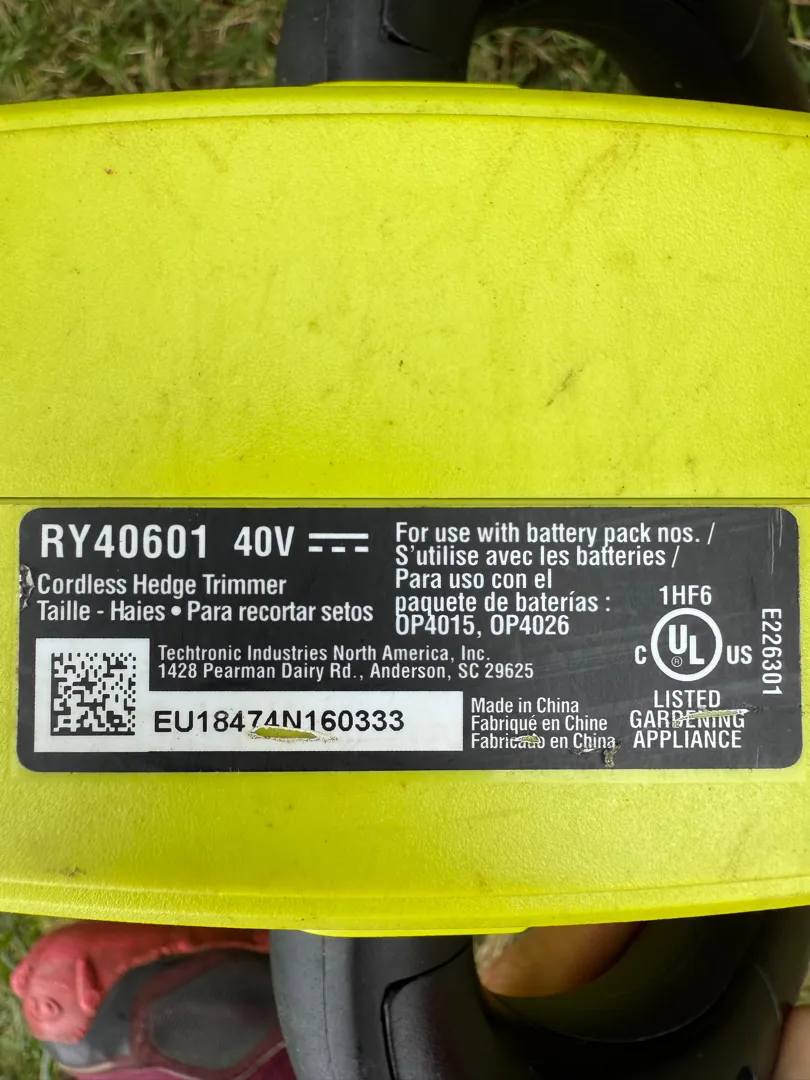 RY40601 40V
Cordless Hedge Trimmer
Taille - Haies • Para recortar setos
For use with battery pack nos. /
S'utilise avec les batteries /
Para uso con el
paquete de baterías :
OP4015, OP4026
Techtronic Industries North America, Inc.
1428 Pearman Dairy Rd., Anderson, SC 29625
EU18474N160333
Made in China
Fabriqué en Chine
Fabricado en China
1HF6
C UL ® US
LISTED
GARDENING
APPLIANCE
E226301